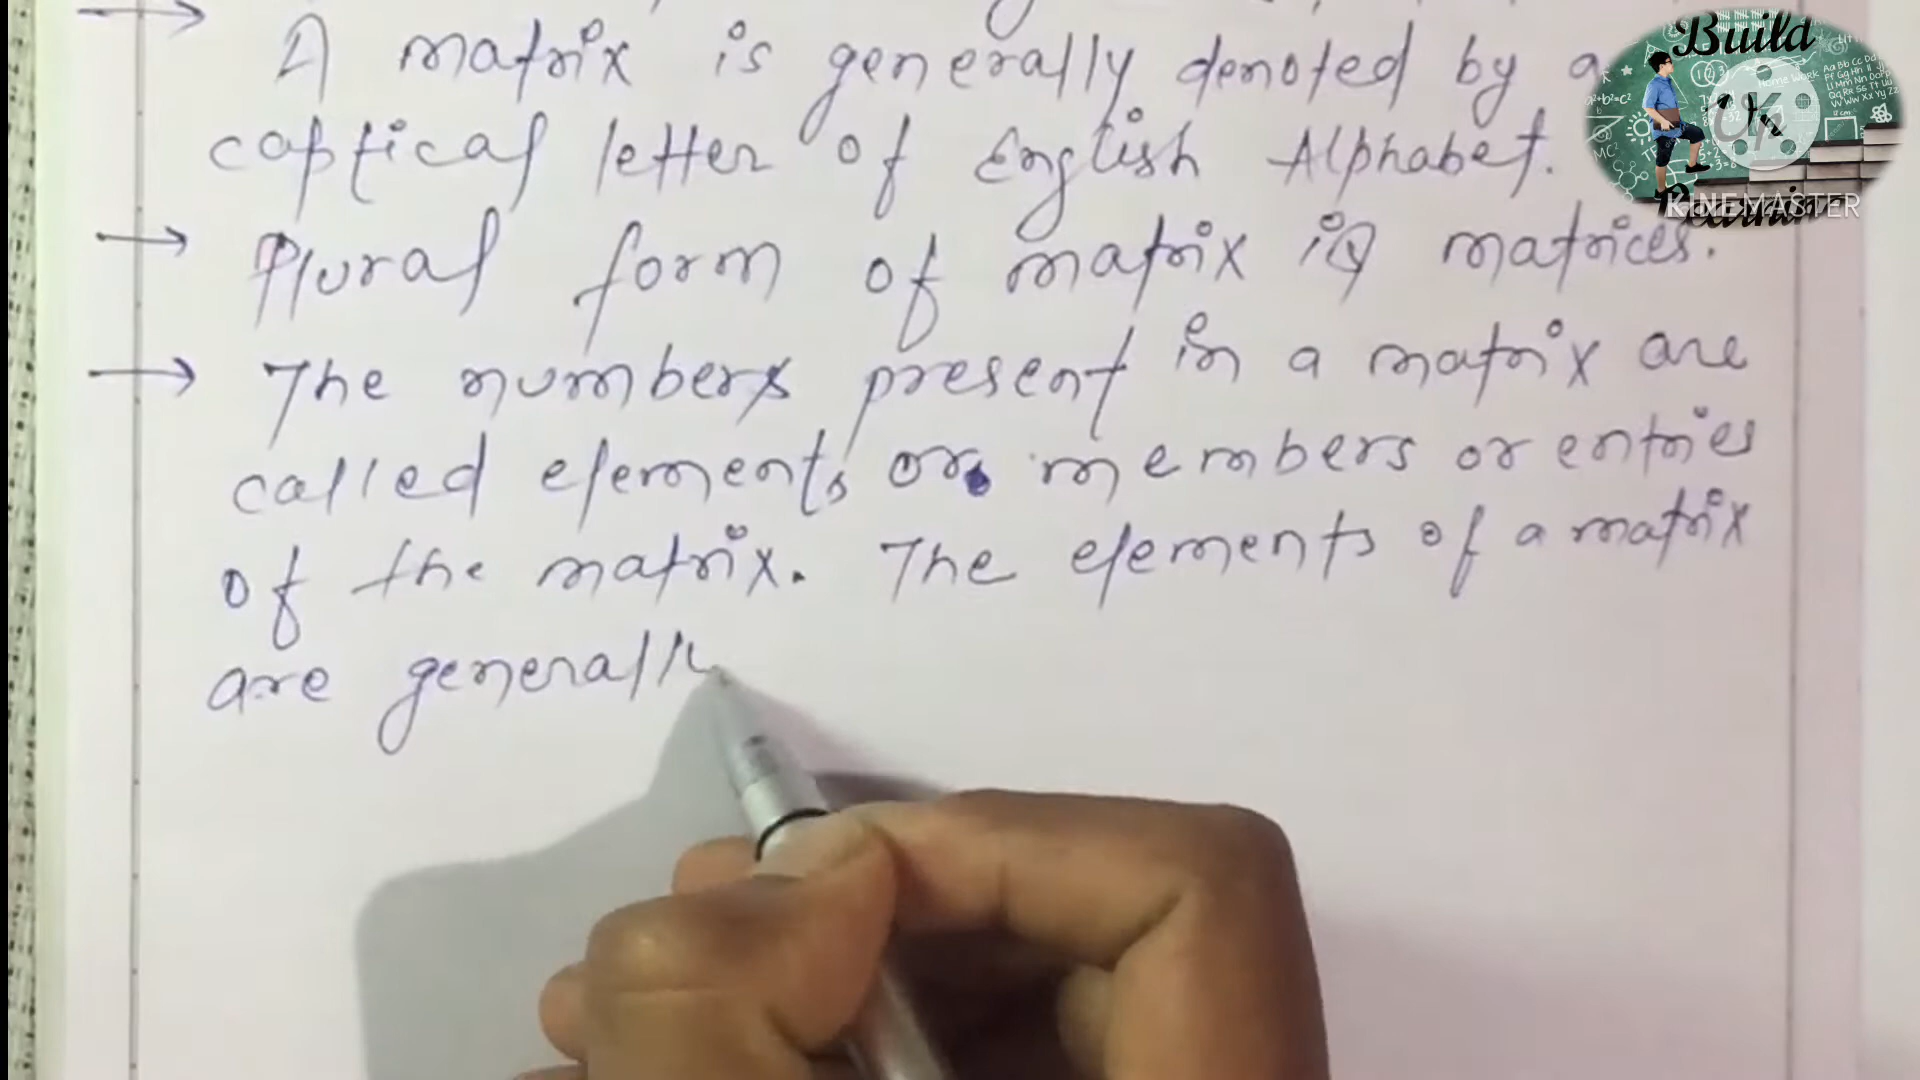 → A matrix is generally denoted by a
captical letter of English Alphabet.
→ Plural form of matrix is matrices.
→ The numbers present in a matrix are
called elements or members or entries
of the matrix. The elements of a matrix
are generally
Build
KINEMASTER